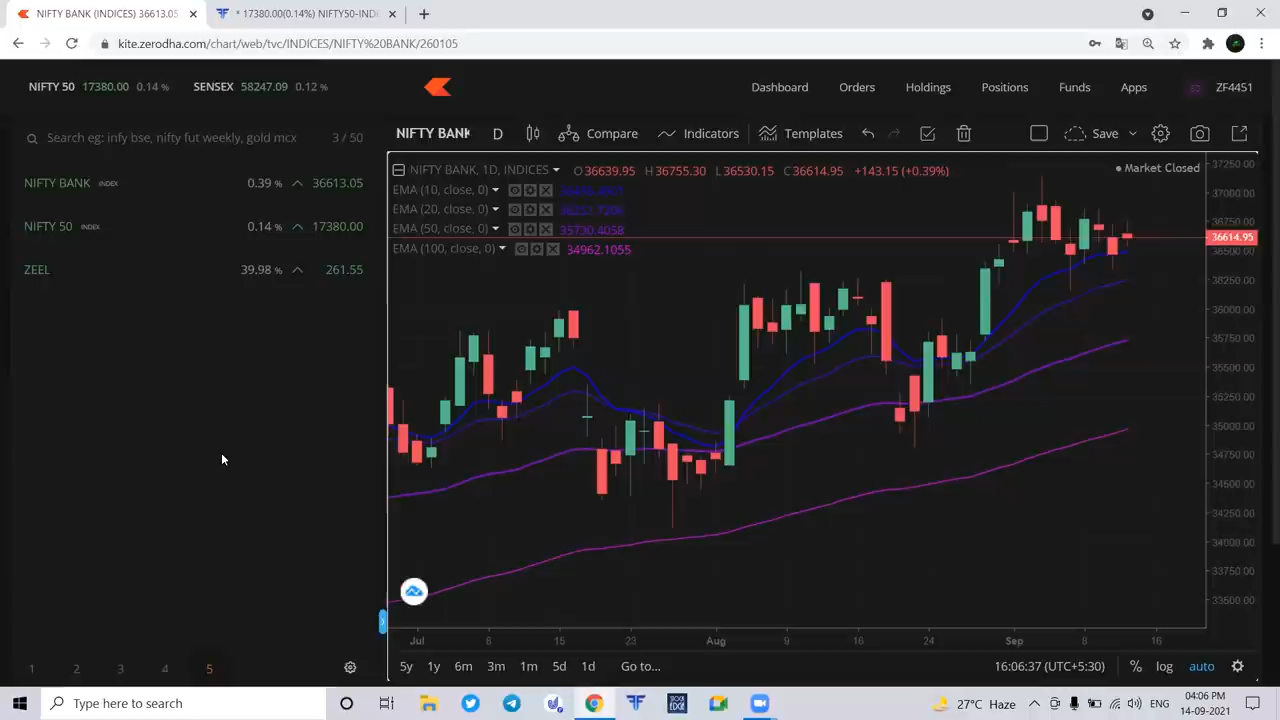 NIFTY BANK (INDICES) 36613.05
* 17380.00(0.14%) NIFTY50-INDE
kite.zerodha.com/chart/web/tvc/INDICES/NIFTY%20BANK/260105
NIFTY 50 17380.00 0.14 % SENSEX 58247.09 0.12 %
Dashboard Orders Holdings Positions Funds Apps ZF4451
Search eg: infy bse, nifty fut weekly, gold mcx 3 / 50
NIFTY BANK D Compare Indicators Templates Save
NIFTY BANK INDEX 0.39 % 36613.05
NIFTY 50 INDEX 0.14 % 17380.00
ZEEL 39.98 % 261.55
NIFTY BANK, 1D, INDICES O36639.95 H36755.30 L36530.15 C36614.95 +143.15 (+0.39%)
Market Closed
EMA (10, close, 0)
EMA (20, close, 0)
EMA (50, close, 0) 35730.4058
EMA (100, close, 0) 34962.1055
37250.00
37000.00
36750.00
36614.95
36500.00
36250.00
36000.00
35750.00
35500.00
35250.00
35000.00
34750.00
34500.00
34250.00
34000.00
33750.00
33500.00
Jul 8 15 23 Aug 9 16 24 Sep 8 16
1 2 3 4 5
5y 1y 6m 3m 1m 5d 1d Go to... 16:06:37 (UTC+5:30) % log auto
Type here to search
STOCK EDGE
27°C Haze ENG
04:06 PM
14-09-2021